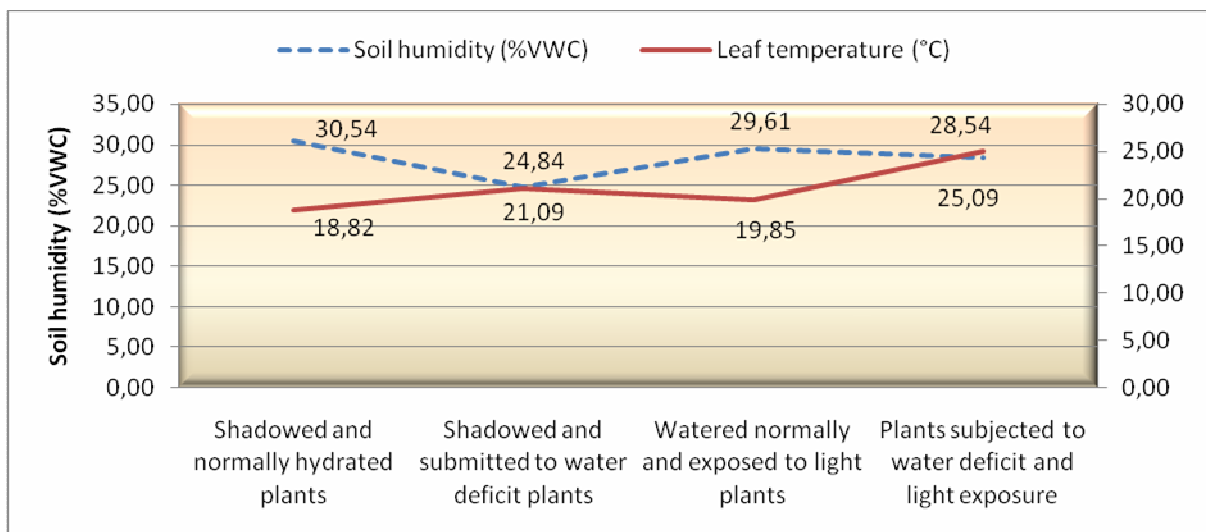 Soil humidity (%VWC) Leaf temperature (°C)
Soil humidity (%VWC)
35,00
30,00
25,00
20,00
15,00
10,00
5,00
0,00
30,54
24,84
29,61
28,54
18,82
21,09
19,85
25,09
30,00
25,00
20,00
15,00
10,00
5,00
0,00
Shadowed and
normally hydrated
plants
Shadowed and
submitted to water
deficit plants
Watered normally
and exposed to light
plants
Plants subjected to
water deficit and
light exposure